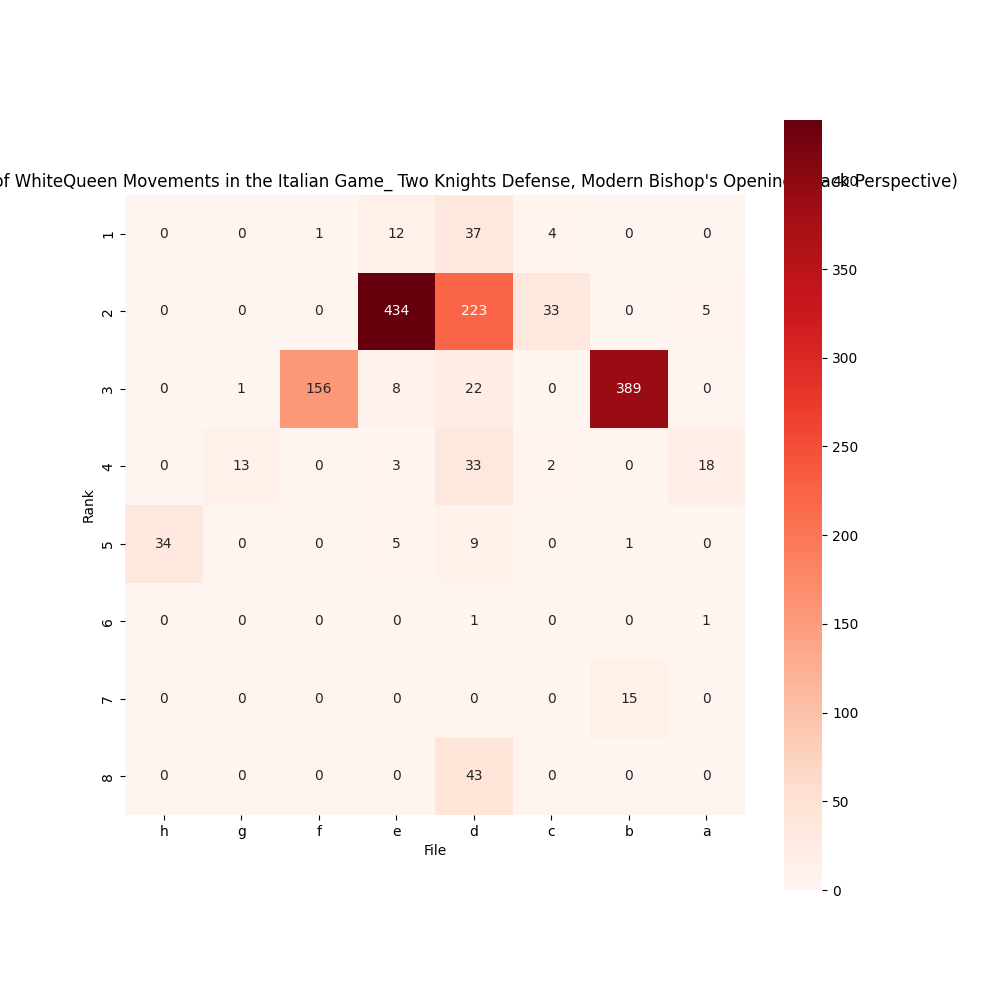 of WhiteQueen Movements in the Italian Game_ Two Knights Defense, Modern Bishop's Opening Perspective)
1 0 0 1 12 37 4 0 0
2 0 0 0 434 223 33 0 5
3 0 1 156 8 22 0 389 0
4 0 13 0 3 33 2 0 18
5 34 0 0 5 9 0 1 0
6 0 0 0 0 1 0 0 1
7 0 0 0 0 0 0 15 0
8 0 0 0 0 43 0 0 0
h g f e d c b a
File
Rank
400
350
300
250
200
150
100
50
0